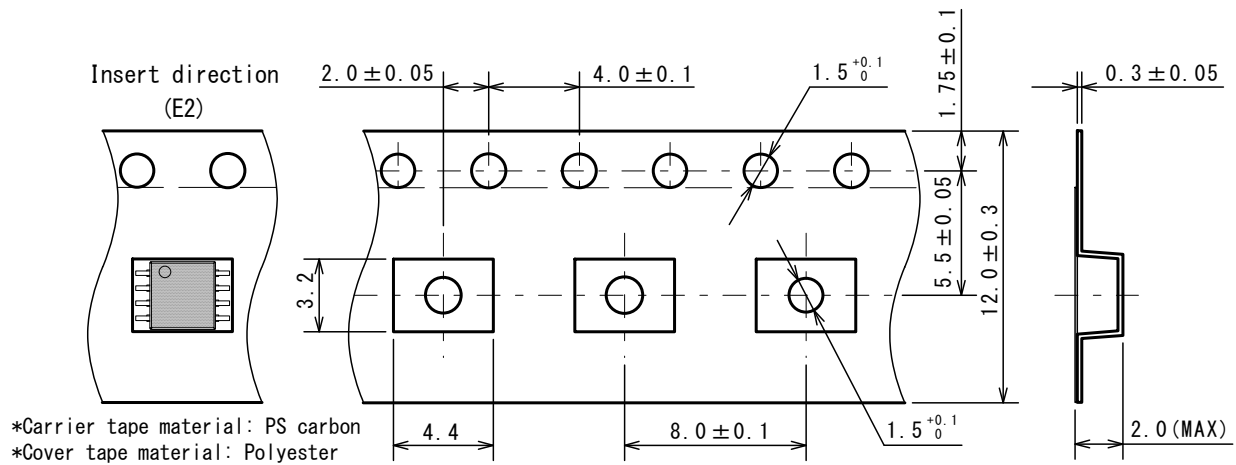 Insert direction
(E2)
2.0±0.05
4.0±0.1
1.5 +0.1 0
1.75±0.1
0.3±0.05
5.5±0.05
12.0±0.3
3.2
4.4
8.0±0.1
1.5 +0.1 0
2.0(MAX)
*Carrier tape material: PS carbon
*Cover tape material: Polyester